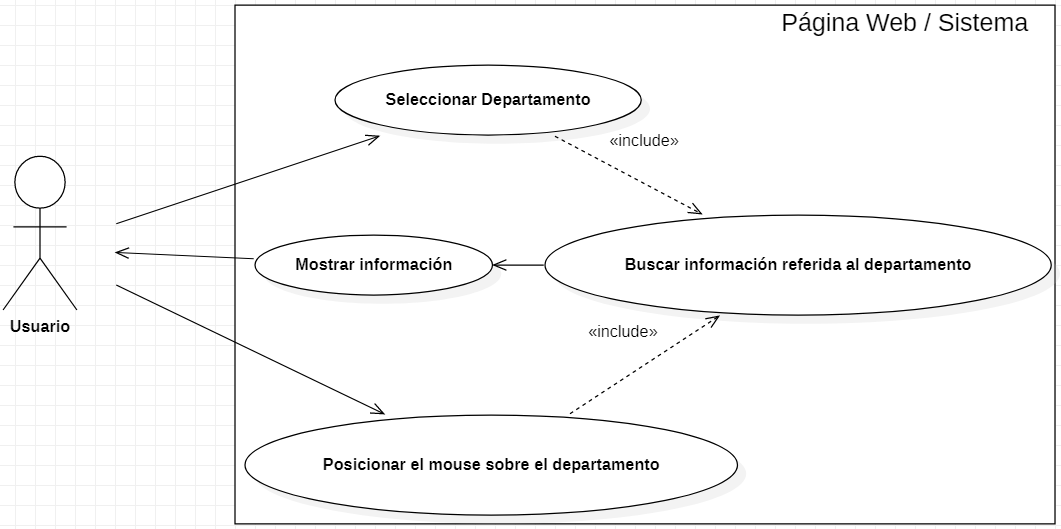 Página Web / Sistema
Seleccionar Departamento
«include»
Mostrar información
Buscar información referida al departamento
Usuario
«include»
Posicionar el mouse sobre el departamento